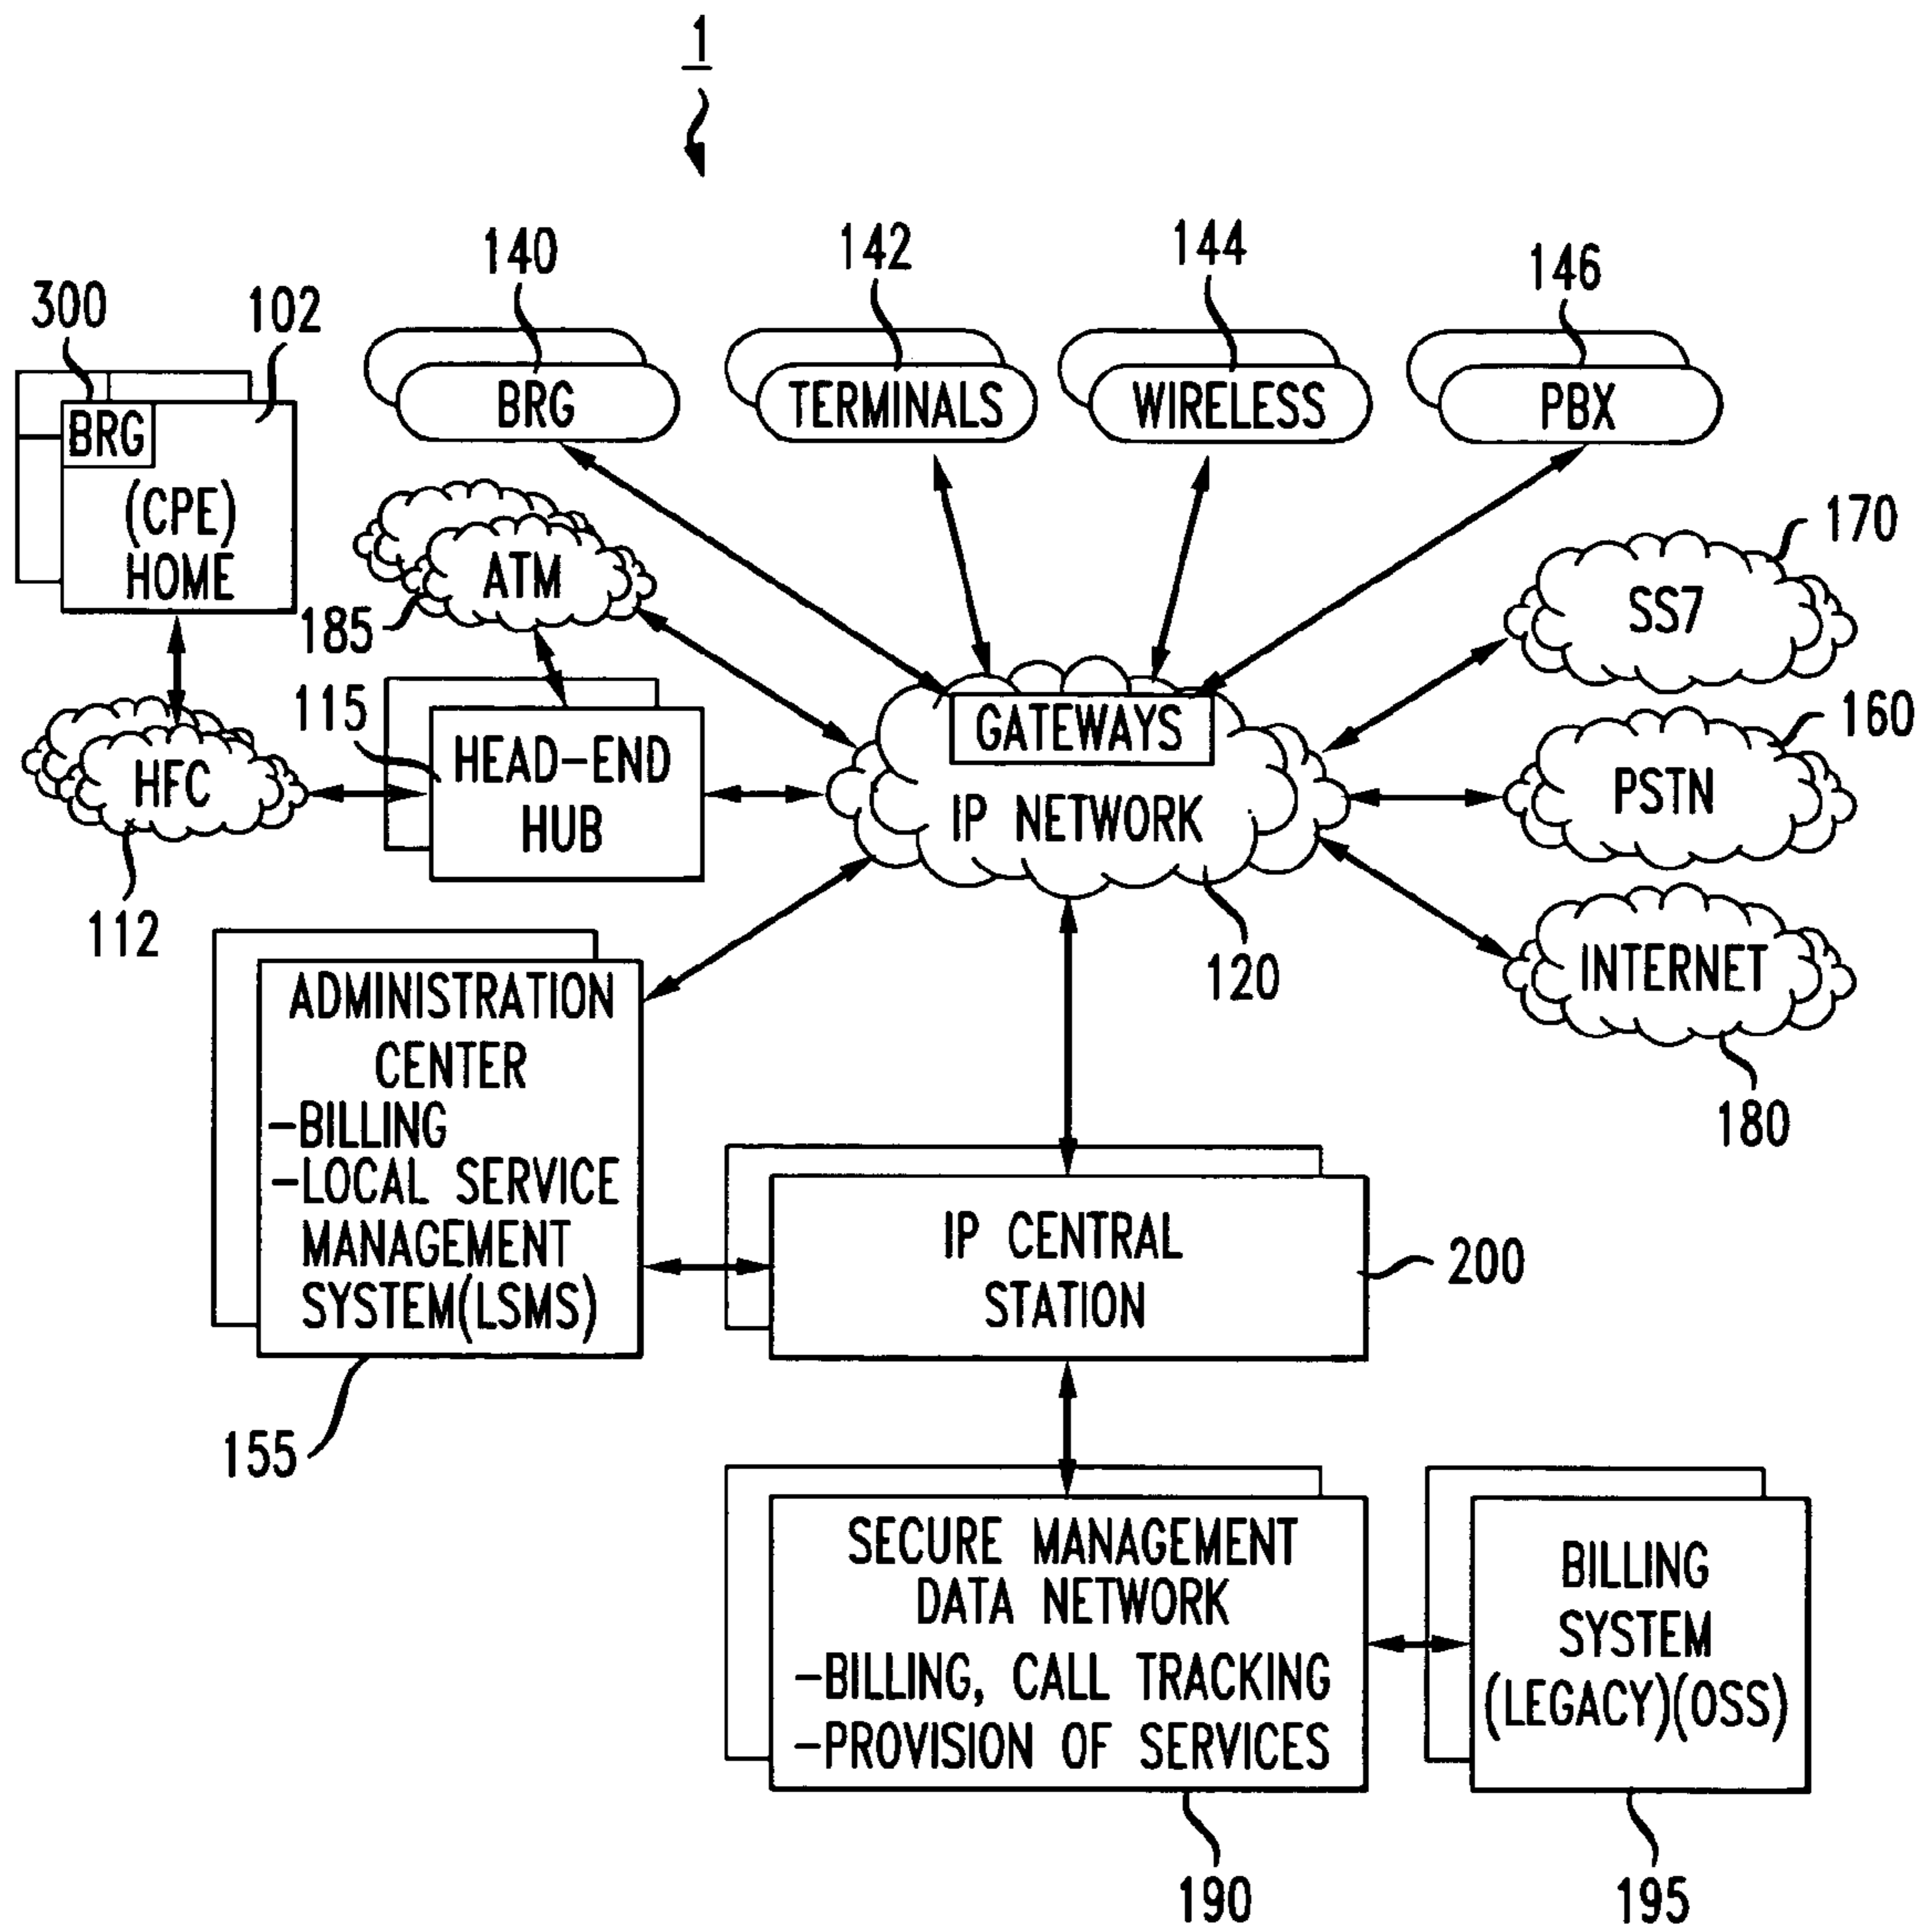 1
140
142
144
146
300
102
BRG
TERMINALS
WIRELESS
PBX
BRG
(CPE)
HOME
ATM
185
SS7
170
115
HEAD-END
HUB
HFC
112
GATEWAYS
IP NETWORK
120
PSTN
160
INTERNET
180
ADMINISTRATION
CENTER
-BILLING
-LOCAL SERVICE
MANAGEMENT
SYSTEM(LSMS)
155
IP CENTRAL
STATION
200
SECURE MANAGEMENT
DATA NETWORK
-BILLING, CALL TRACKING
-PROVISION OF SERVICES
190
BILLING
SYSTEM
(LEGACY)(OSS)
195